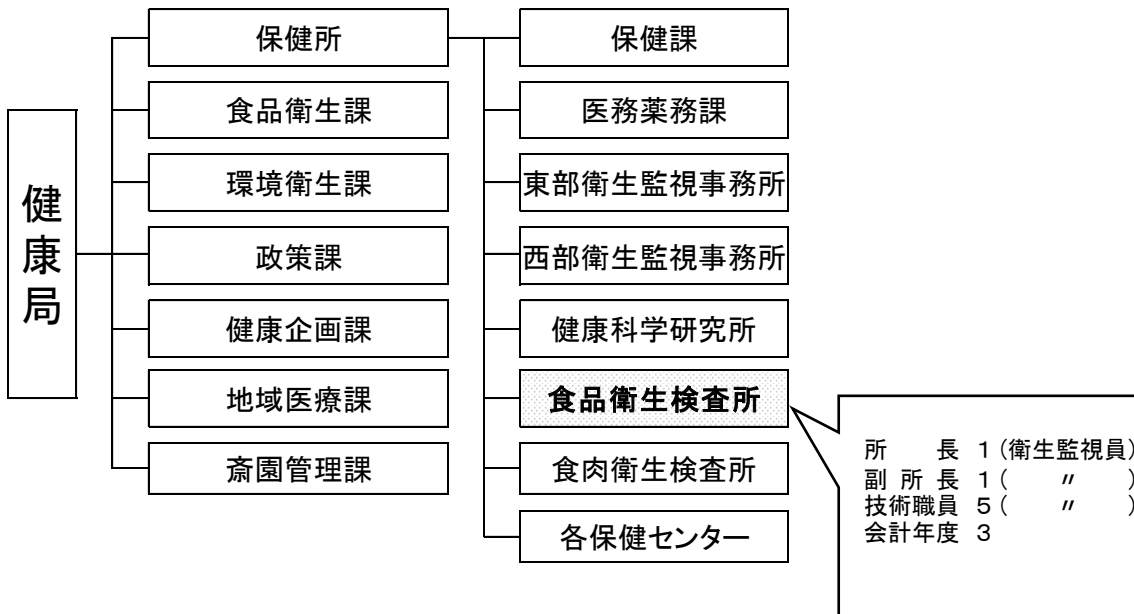 健康局
保健所
食品衛生課
環境衛生課
政策課
健康企画課
地域医療課
斎園管理課
保健課
医務薬務課
東部衛生監視事務所
西部衛生監視事務所
健康科学研究所
食品衛生検査所
食肉衛生検査所
各保健センター
所　　長 1(衛生監視員)
副 所 長 1(　　〃　　)
技術職員 5(　　〃　　)
会計年度 3